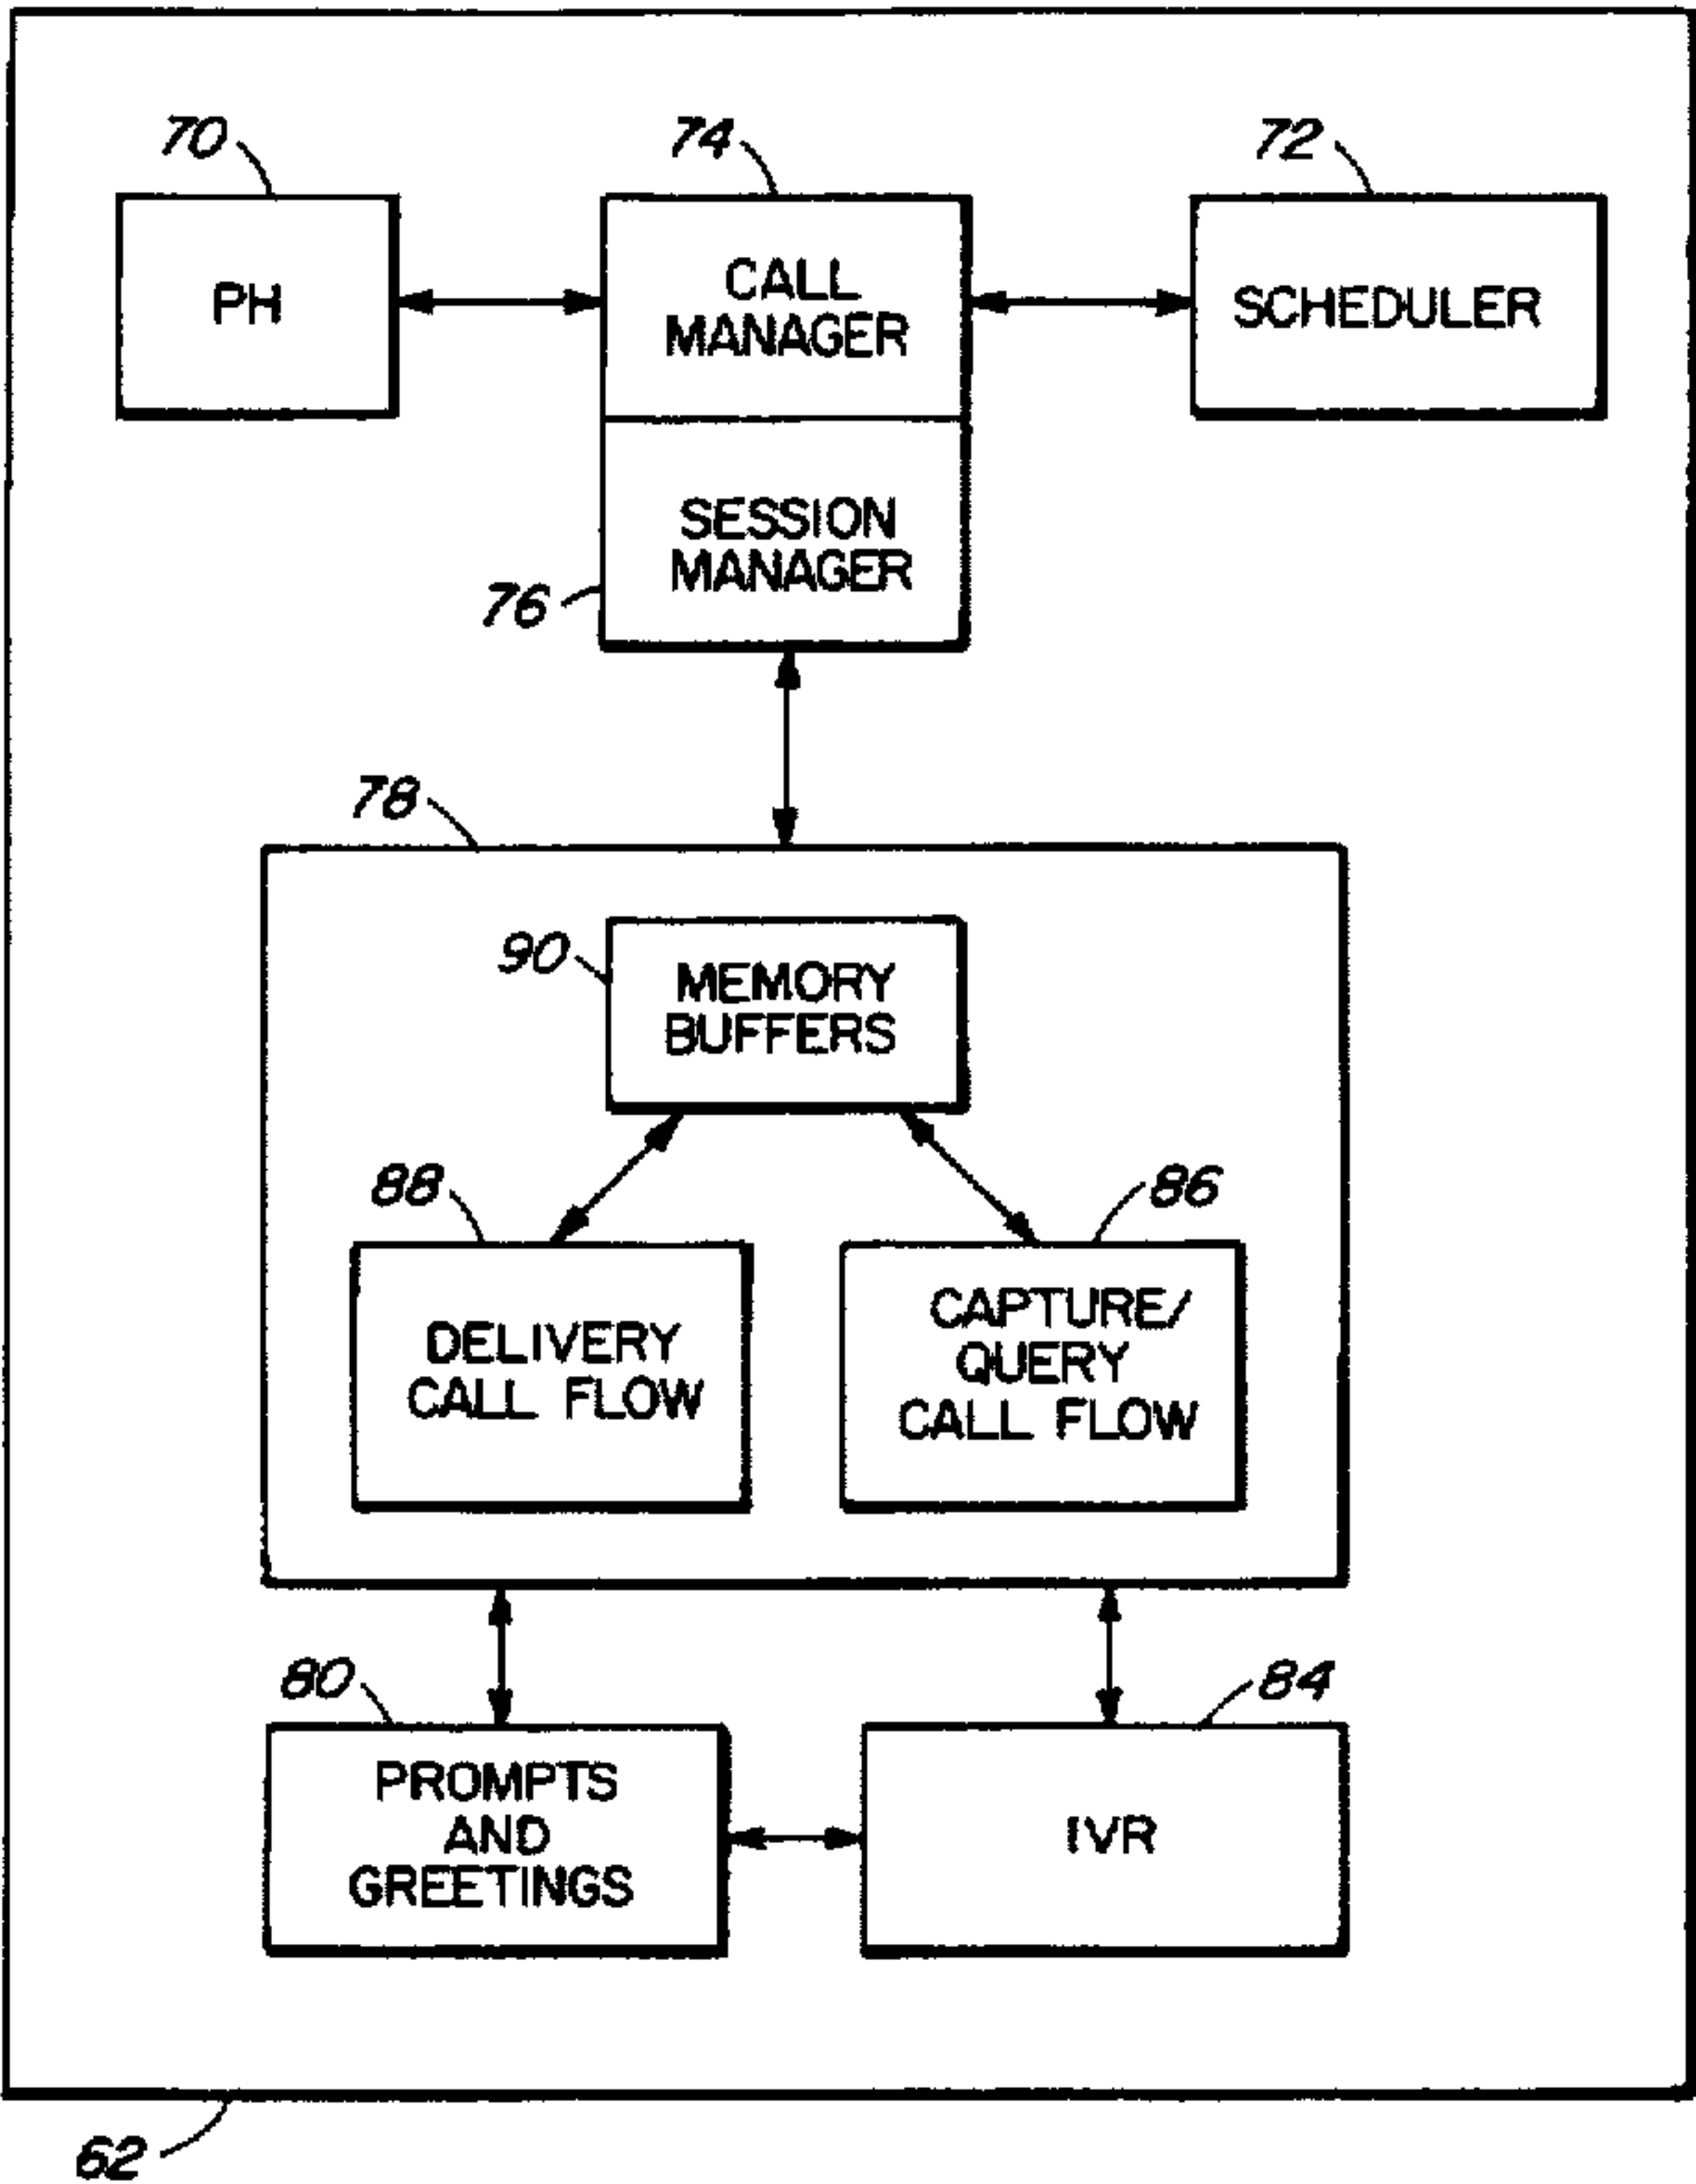 70
74
72
PH
CALL
MANAGER
SCHEDULER
SESSION
MANAGER
76
78
90
MEMORY
BUFFERS
88
86
DELIVERY
CALL FLOW
CAPTURE/
QUERY
CALL FLOW
80
84
PROMPTS
AND
GREETINGS
IVR
62